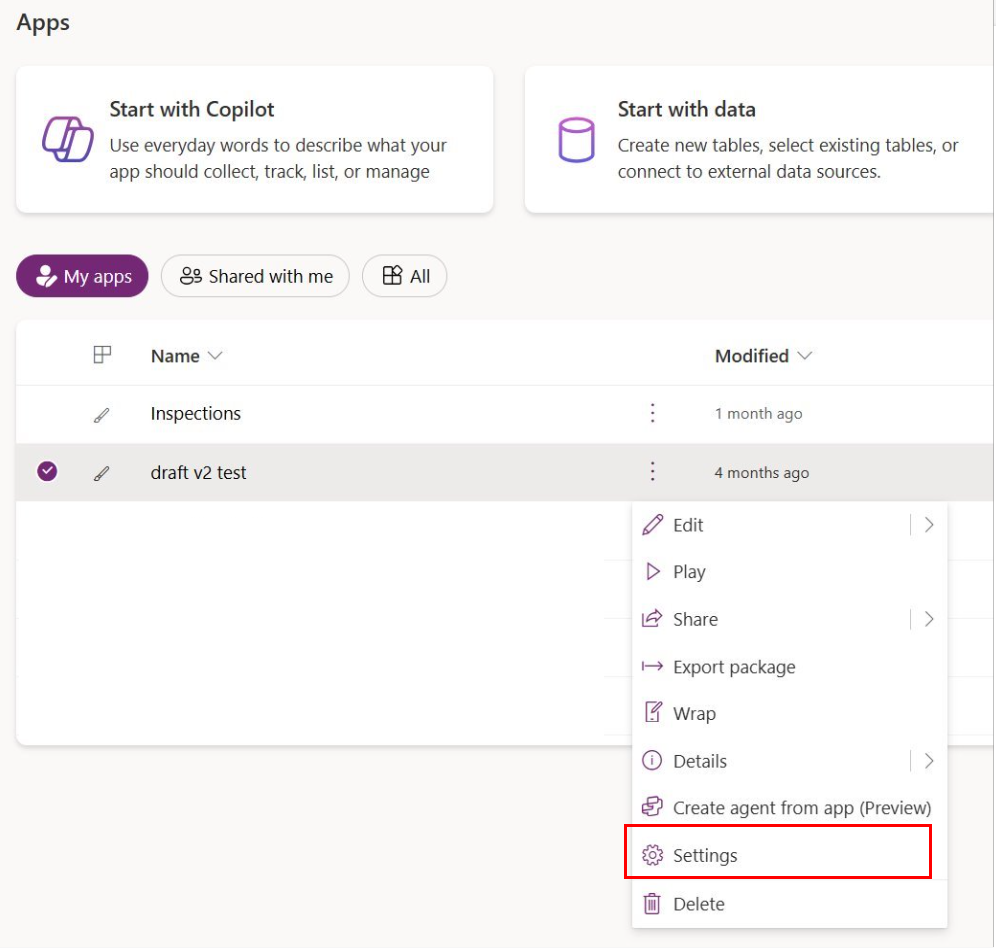 Apps
Start with Copilot
Use everyday words to describe what your
app should collect, track, list, or manage
Start with data
Create new tables, select existing tables, or
connect to external data sources.
My apps
Shared with me
All
Name
Modified
Inspections
1 month ago
draft v2 test
4 months ago
Edit
Play
Share
Export package
Wrap
Details
Create agent from app (Preview)
Settings
Delete